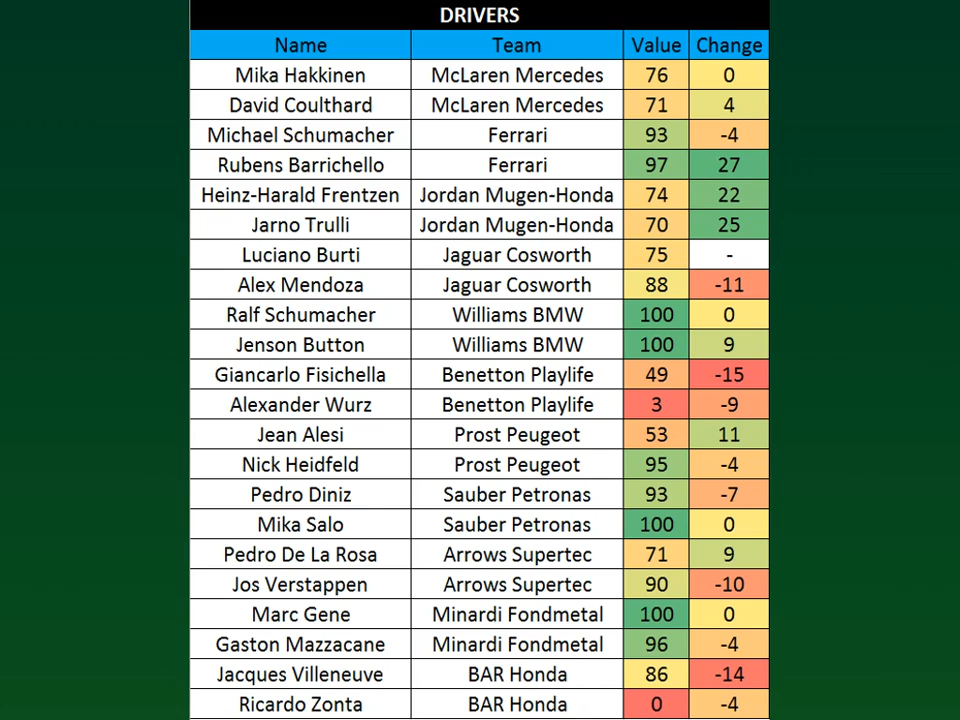 DRIVERS
Name Team Value Change
Mika Hakkinen McLaren Mercedes 76 0
David Coulthard McLaren Mercedes 71 4
Michael Schumacher Ferrari 93 -4
Rubens Barrichello Ferrari 97 27
Heinz-Harald Frentzen Jordan Mugen-Honda 74 22
Jarno Trulli Jordan Mugen-Honda 70 25
Luciano Burti Jaguar Cosworth 75 -
Alex Mendoza Jaguar Cosworth 88 -11
Ralf Schumacher Williams BMW 100 0
Jenson Button Williams BMW 100 9
Giancarlo Fisichella Benetton Playlife 49 -15
Alexander Wurz Benetton Playlife 3 -9
Jean Alesi Prost Peugeot 53 11
Nick Heidfeld Prost Peugeot 95 -4
Pedro Diniz Sauber Petronas 93 -7
Mika Salo Sauber Petronas 100 0
Pedro De La Rosa Arrows Supertec 71 9
Jos Verstappen Arrows Supertec 90 -10
Marc Gene Minardi Fondmetal 100 0
Gaston Mazzacane Minardi Fondmetal 96 -4
Jacques Villeneuve BAR Honda 86 -14
Ricardo Zonta BAR Honda 0 -4